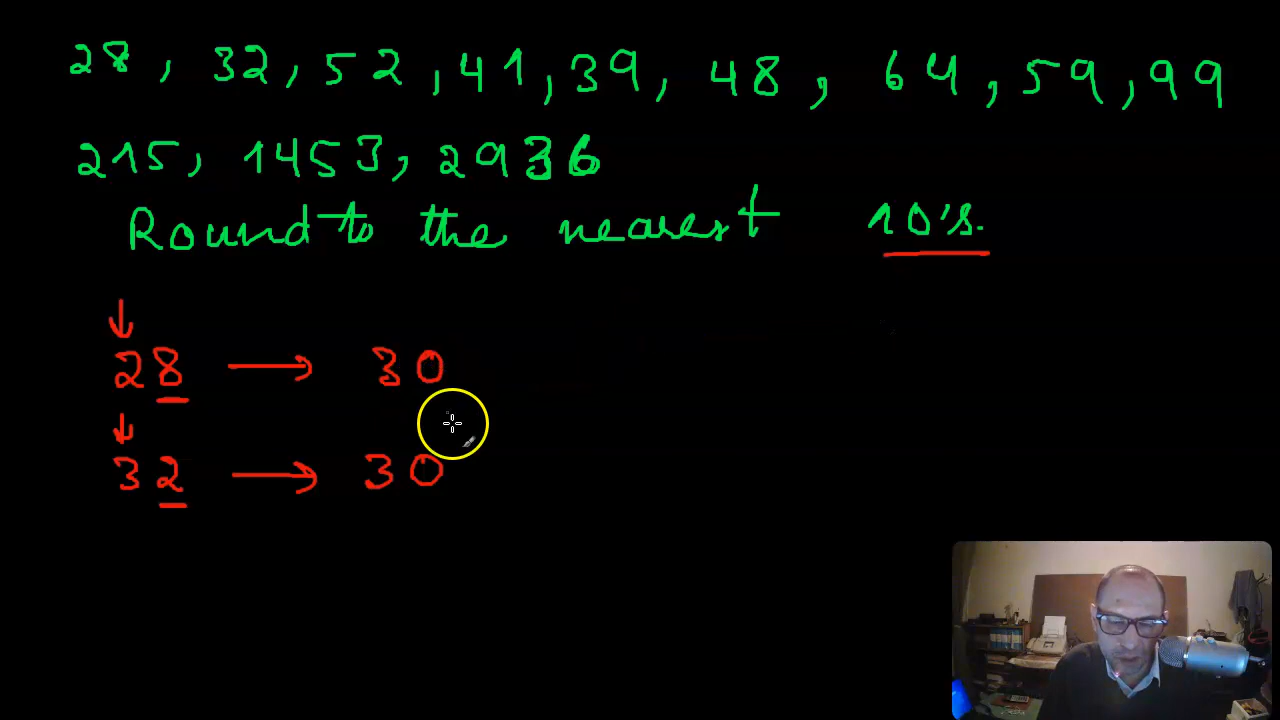 28, 32, 52, 41, 39, 48, 64, 59, 99
215, 1453, 2936
Round to the nearest 10's.
28 → 30
32 → 30